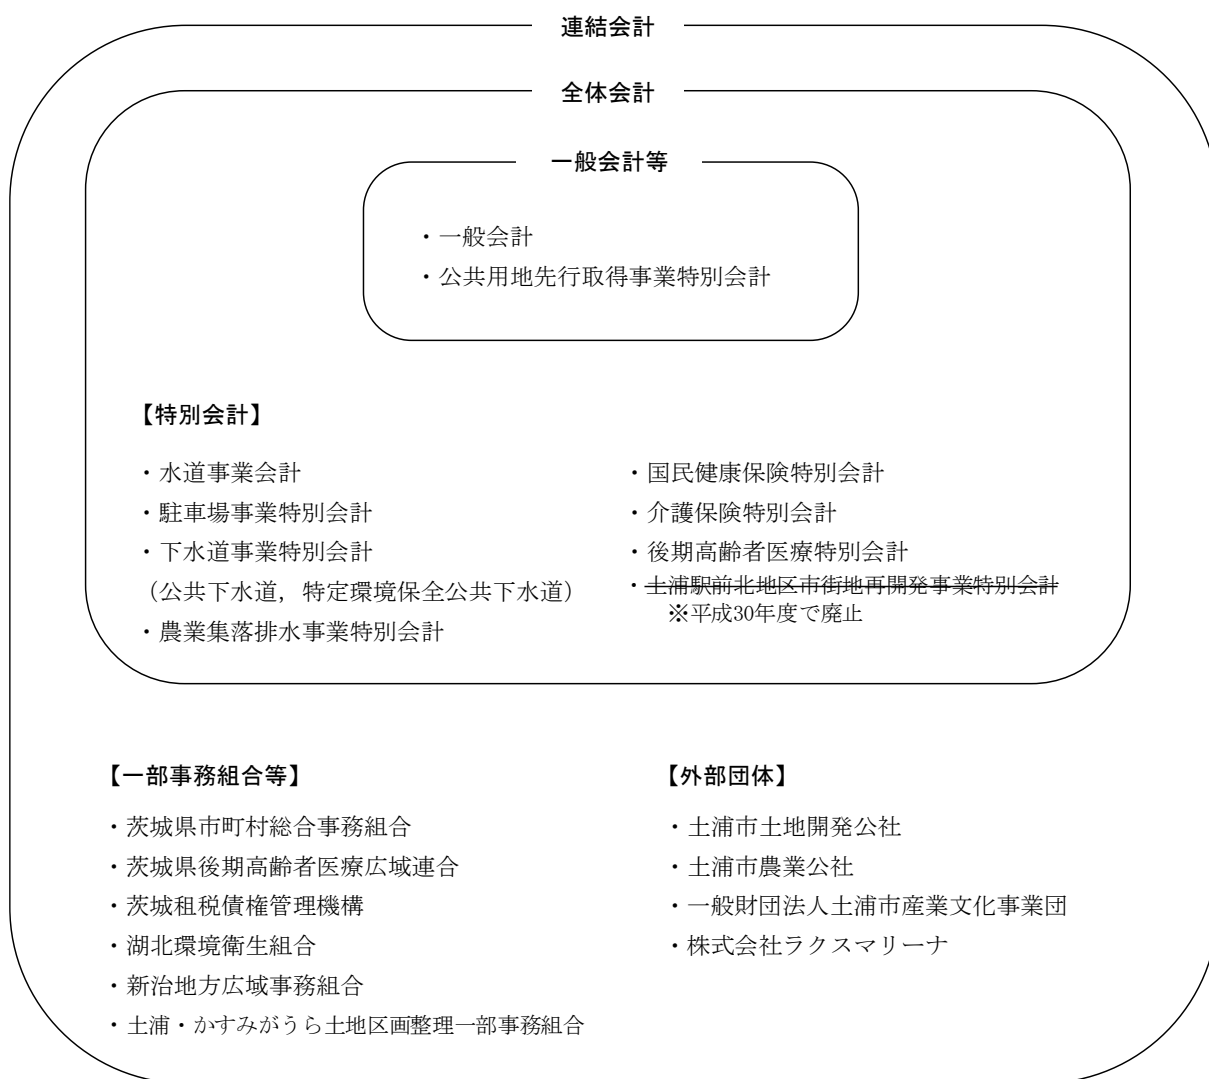 連結会計
全体会計
一般会計等
・一般会計
・公共用地先行取得事業特別会計
【特別会計】
・水道事業会計
・駐車場事業特別会計
・下水道事業特別会計
（公共下水道，特定環境保全公共下水道）
・農業集落排水事業特別会計
・国民健康保険特別会計
・介護保険特別会計
・後期高齢者医療特別会計
・土浦駅前北地区市街地再開発事業特別会計
※平成30年度で廃止
【一部事務組合等】
・茨城県市町村総合事務組合
・茨城県後期高齢者医療広域連合
・茨城租税債権管理機構
・湖北環境衛生組合
・新治地方広域事務組合
・土浦・かすみがうら土地区画整理一部事務組合
【外部団体】
・土浦市土地開発公社
・土浦市農業公社
・一般財団法人土浦市産業文化事業団
・株式会社ラクスマリーナ